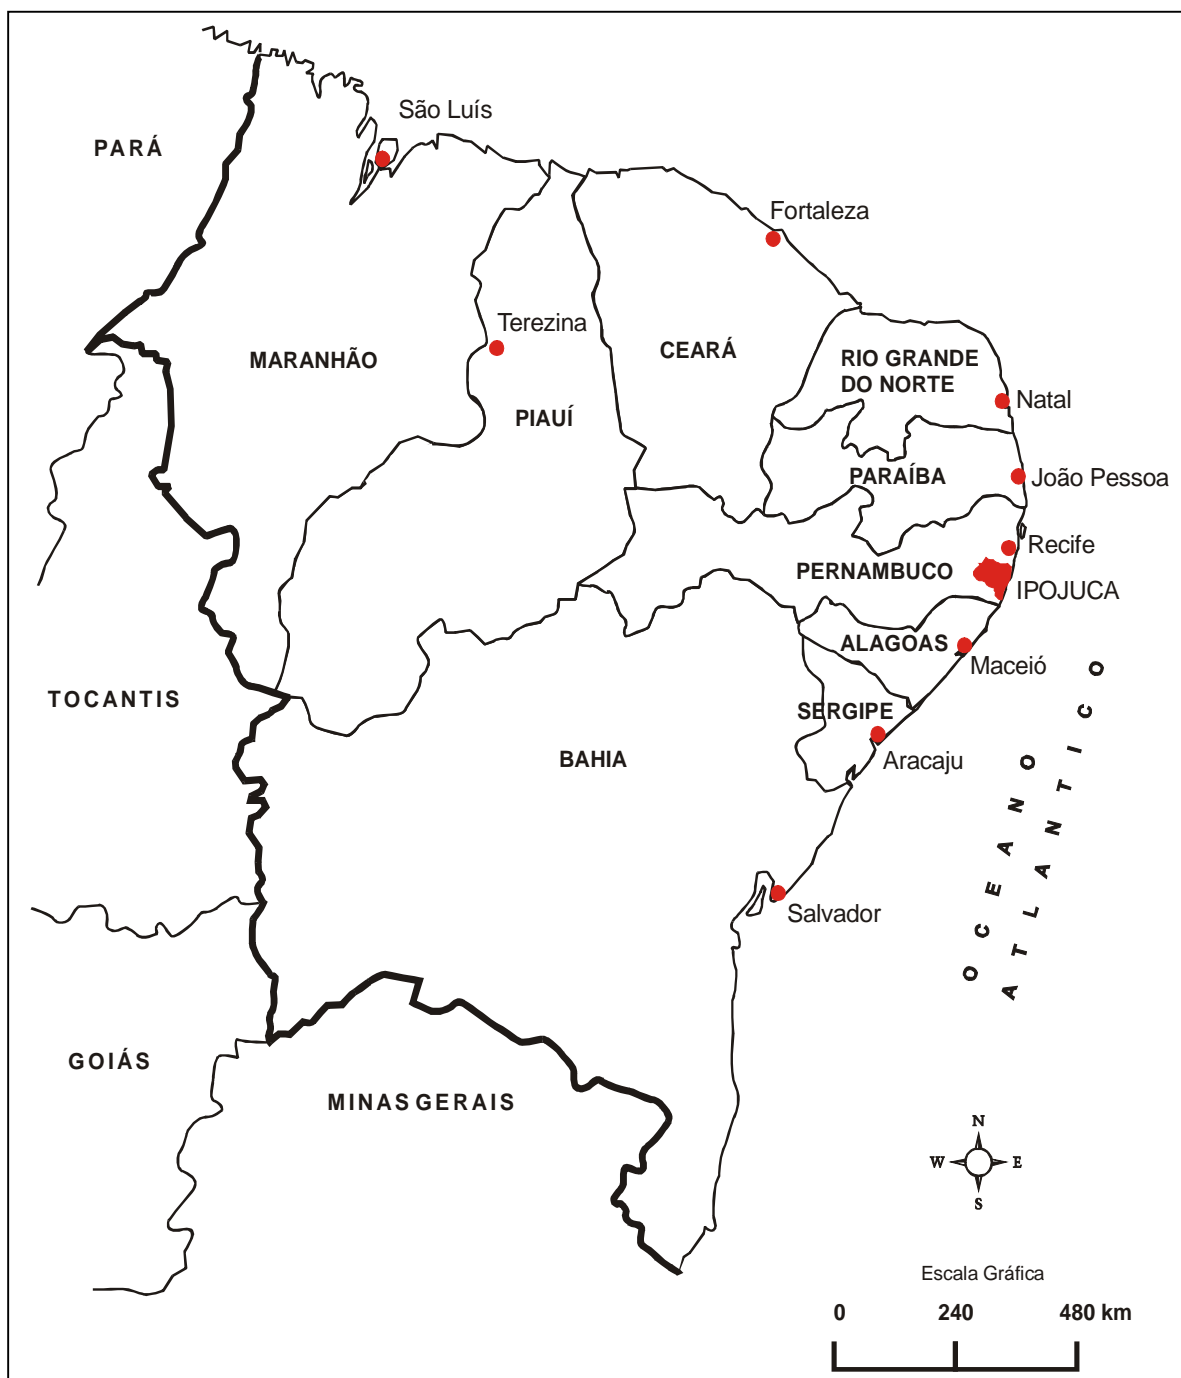 São Luís
PARÁ
Fortaleza
Terezina
MARANHÃO
CEARÁ
RIO GRANDE
DO NORTE
Natal
PIAUÍ
PARAÍBA
João Pessoa
Recife
PERNAMBUCO
IPOJUCA
ALAGOAS
Maceió
TOCANTIS
SERGIPE
Aracaju
BAHIA
OCEANO
ATLANTICO
Salvador
GOIÁS
MINAS GERAIS
N
W E
S
Escala Gráfica
0 240 480 km